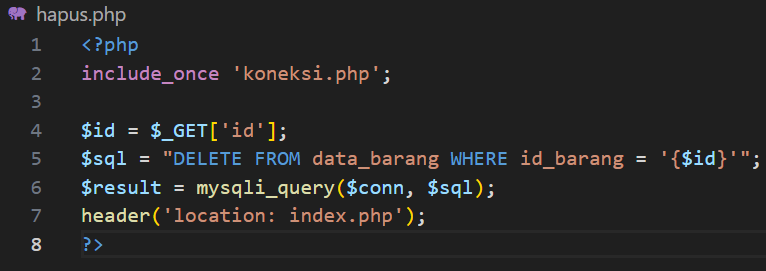 hapus.php
1 <?php
2 include_once 'koneksi.php';
3
4 $id = $_GET['id'];
5 $sql = "DELETE FROM data_barang WHERE id_barang = '{$id}'";
6 $result = mysqli_query($conn, $sql);
7 header('location: index.php');
8 ?>